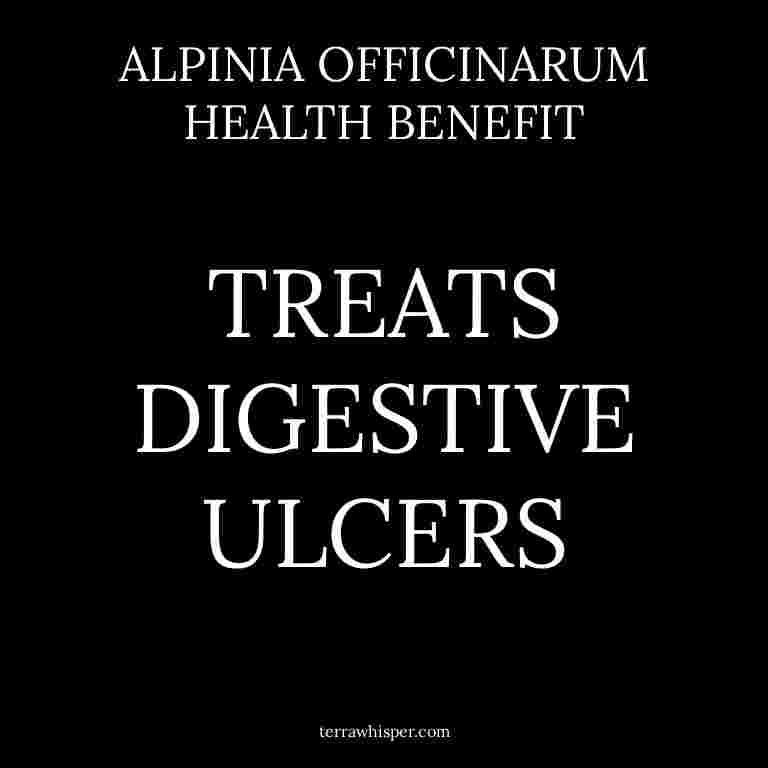 ALPINIA OFFICINARUM
HEALTH BENEFIT
TREATS
DIGESTIVE
ULCERS
terrawhisper.com